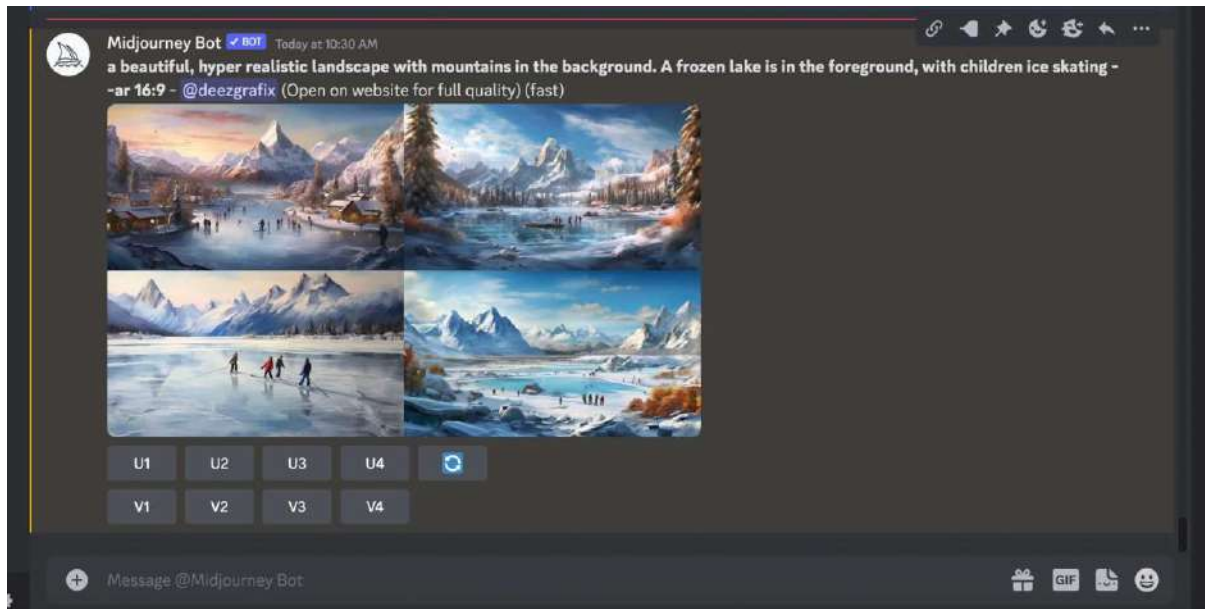 Midjourney Bot ✓ BOT Today at 10:30 AM
a beautiful, hyper realistic landscape with mountains in the background. A frozen lake is in the foreground, with children ice skating -
-ar 16:9 - @deezgrafix (Open on website for full quality) (fast)
U1 U2 U3 U4
V1 V2 V3 V4
Message @Midjourney Bot GIF